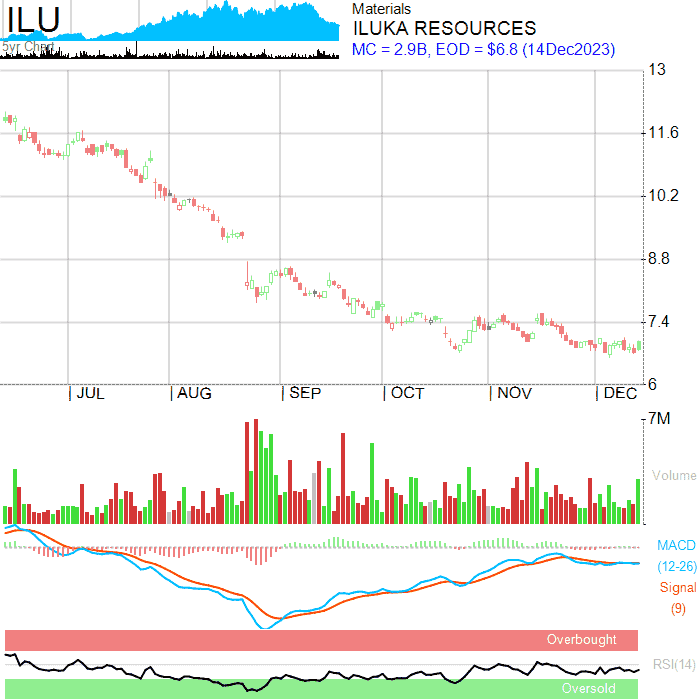 ILU
5yr Chart
Materials
ILUKA RESOURCES
MC = 2.9B, EOD = $6.8 (14Dec2023)
13
11.6
10.2
8.8
7.4
6
JUL AUG SEP OCT NOV DEC
7M
Volume
MACD
(12-26)
Signal
(9)
Overbought
RSI(14)
Oversold